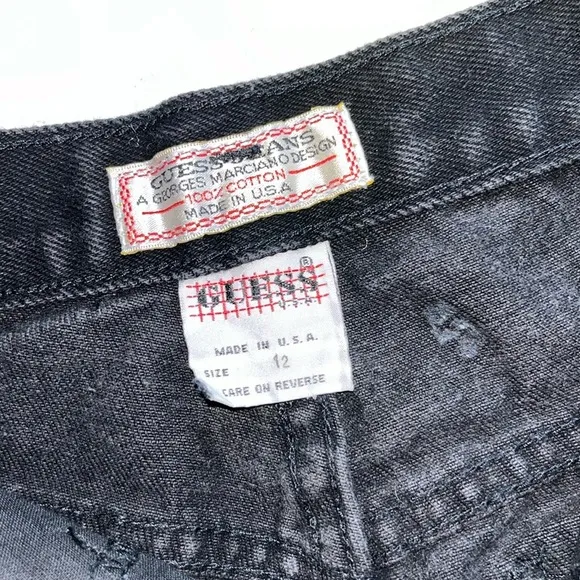 GUESS JEANS
A GEORGES MARCIANO DESIGN
100% COTTON
MADE IN U.S.A
GUESS®
MADE IN U.S.A.
SIZE 12
CARE ON REVERSE